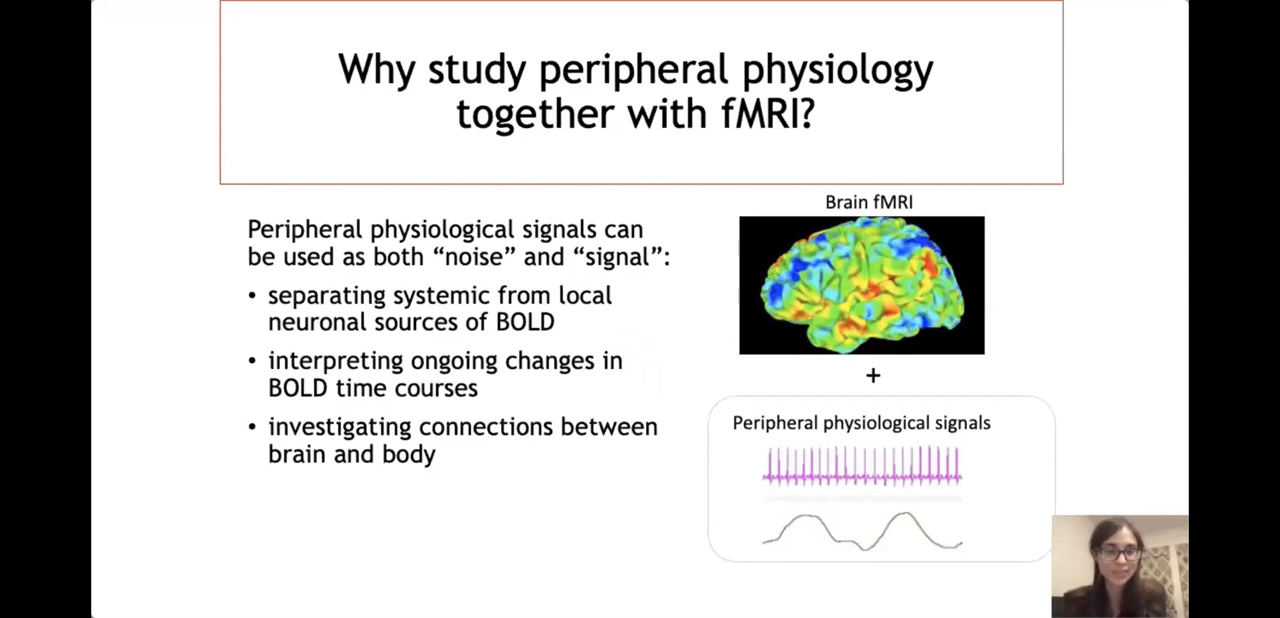 Why study peripheral physiology
together with fMRI?
Peripheral physiological signals can
be used as both “noise” and “signal”:
• separating systemic from local
neuronal sources of BOLD
• interpreting ongoing changes in
BOLD time courses
• investigating connections between
brain and body
Brain fMRI
+
Peripheral physiological signals